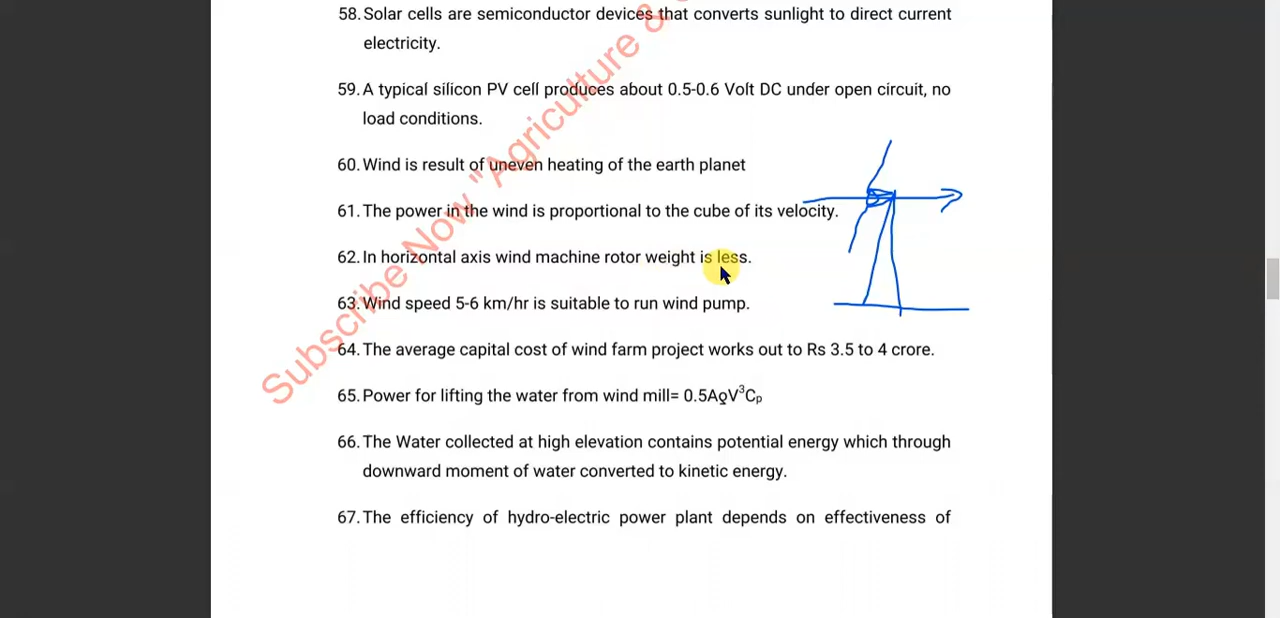 58. Solar cells are semiconductor devices that converts sunlight to direct current
electricity.
59. A typical silicon PV cell produces about 0.5-0.6 Volt DC under open circuit, no
load conditions.
60. Wind is result of uneven heating of the earth planet
61. The power in the wind is proportional to the cube of its velocity.
62. In horizontal axis wind machine rotor weight is less.
63. Wind speed 5-6 km/hr is suitable to run wind pump.
64. The average capital cost of wind farm project works out to Rs 3.5 to 4 crore.
65. Power for lifting the water from wind mill= 0.5AϱV³Cₚ
66. The Water collected at high elevation contains potential energy which through
downward moment of water converted to kinetic energy.
67. The efficiency of hydro-electric power plant depends on effectiveness of
Subscribe Now "Agriculture &